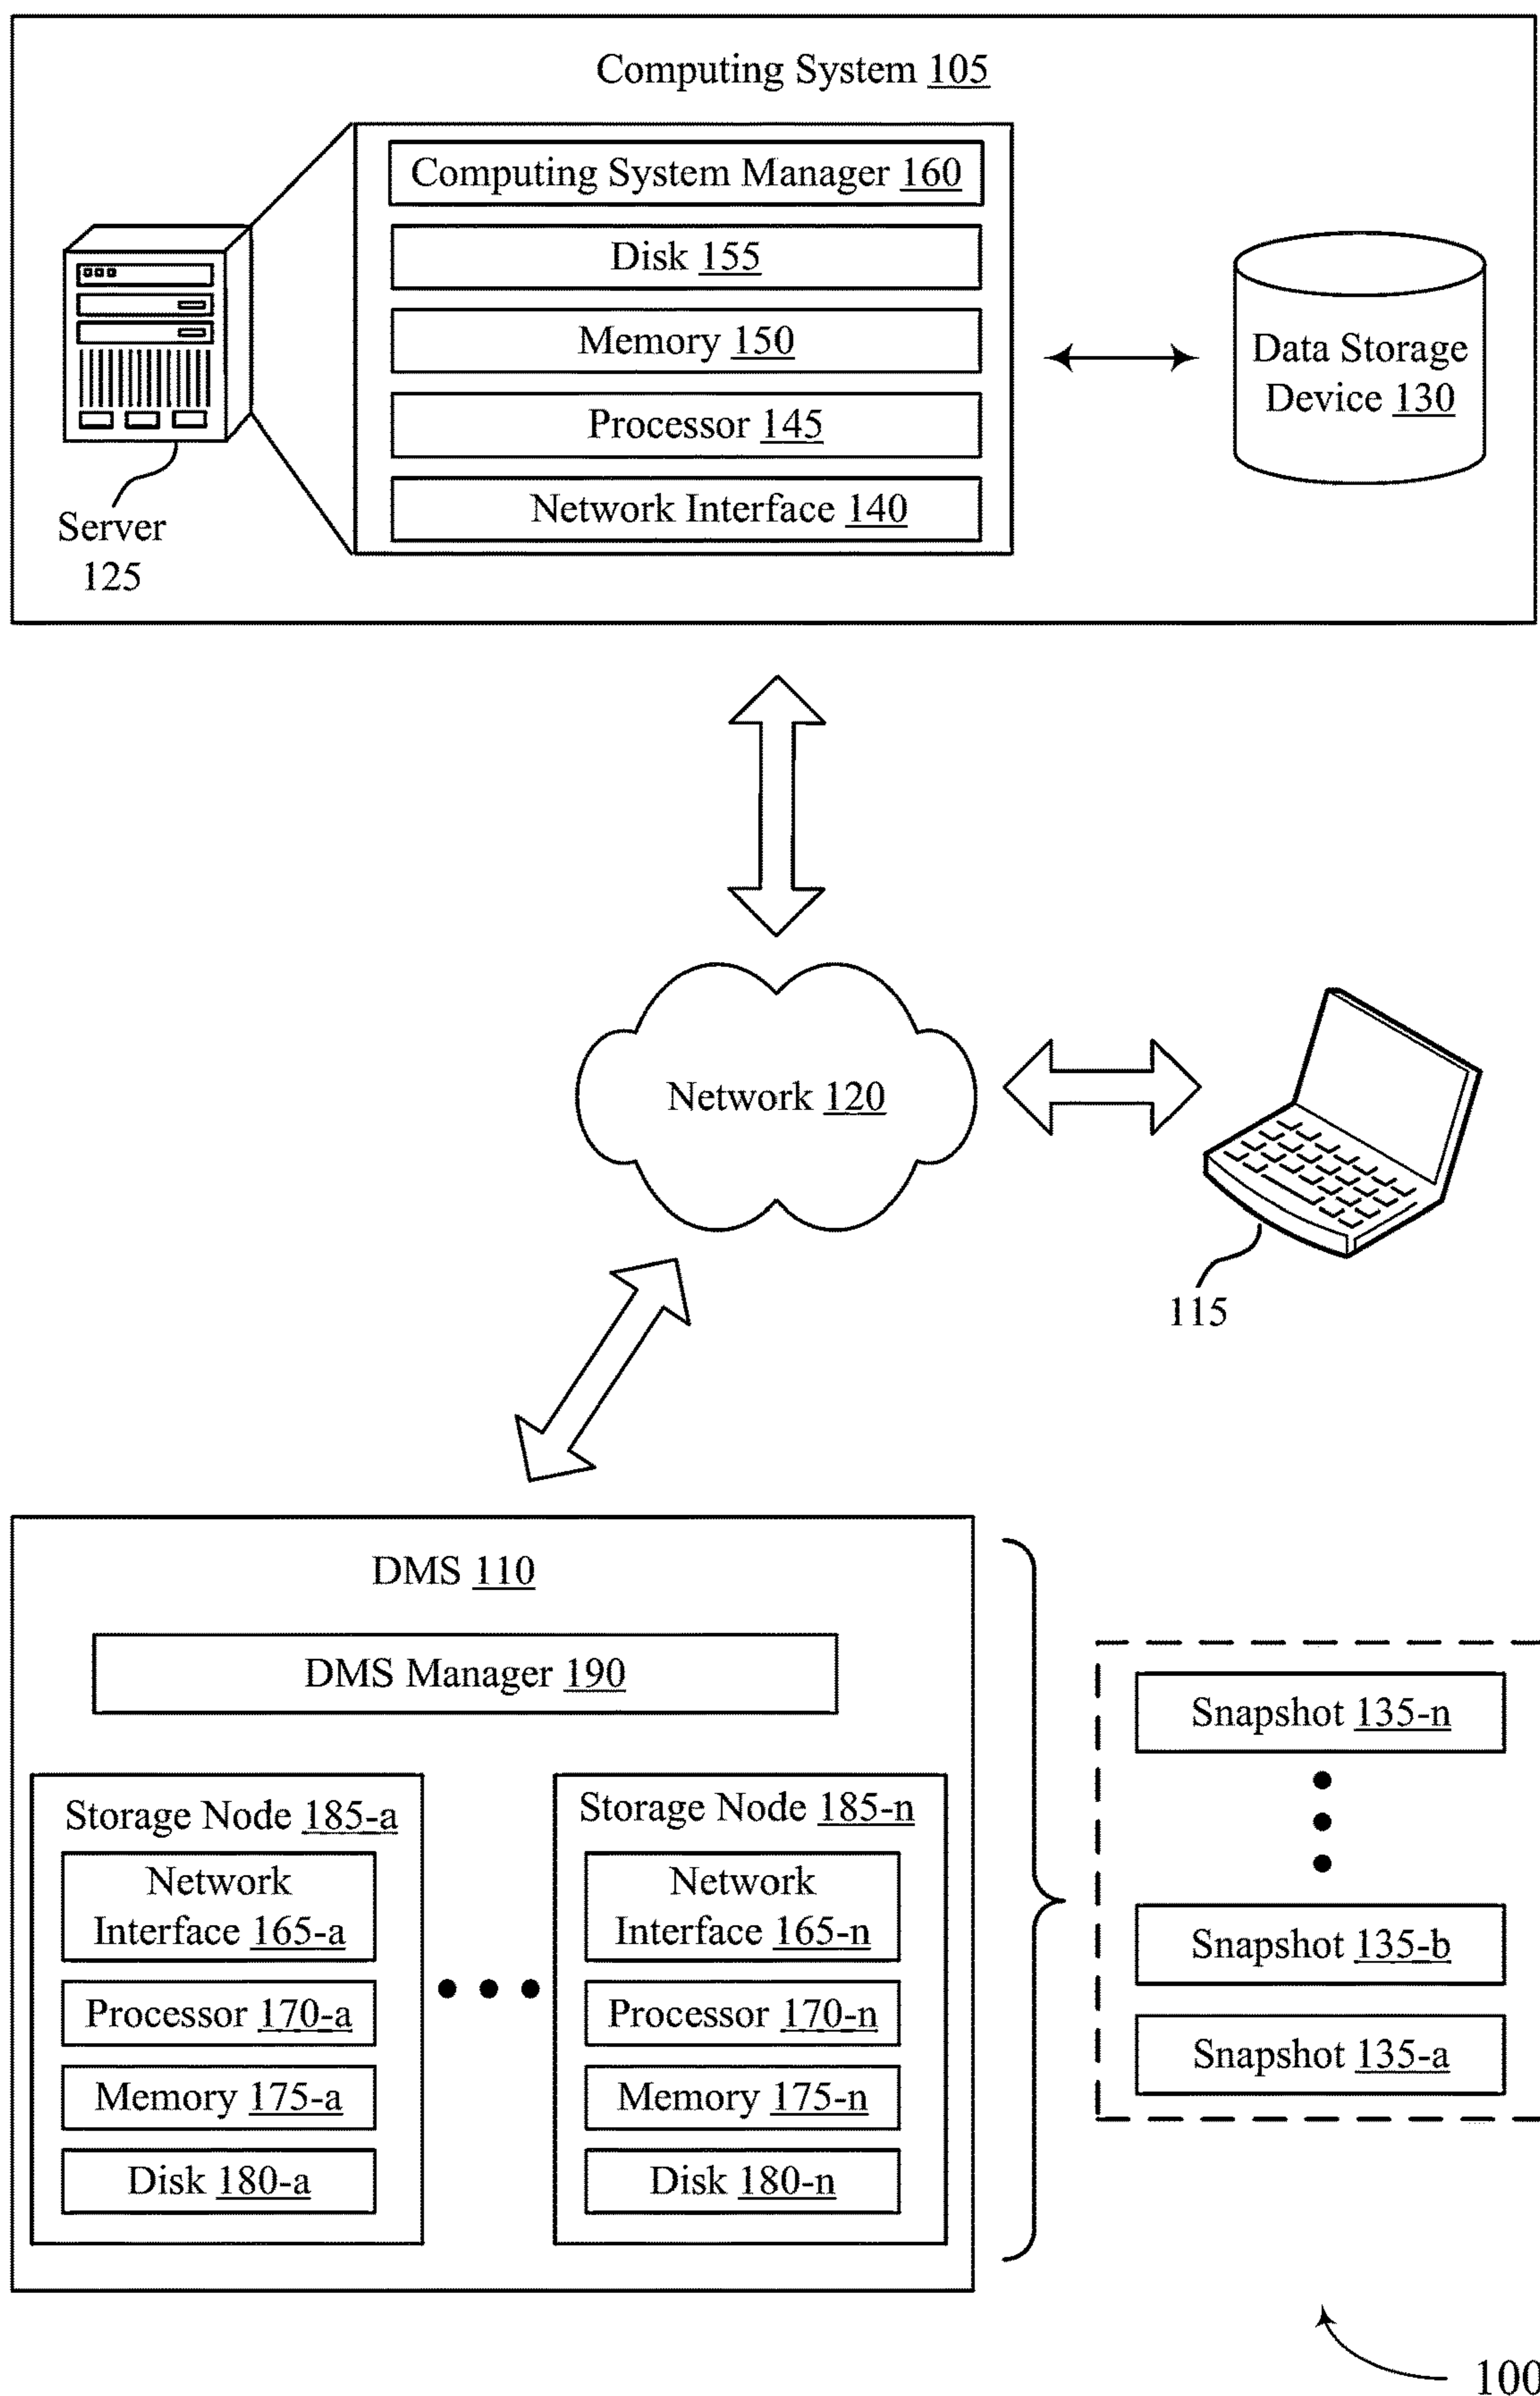 Computing System 105
Computing System Manager 160
Disk 155
Memory 150
Processor 145
Network Interface 140
Data Storage
Device 130
Server
125
Network 120
115
DMS 110
DMS Manager 190
Storage Node 185-a
Network
Interface 165-a
Processor 170-a
Memory 175-a
Disk 180-a
Storage Node 185-n
Network
Interface 165-n
Processor 170-n
Memory 175-n
Disk 180-n
Snapshot 135-n
Snapshot 135-b
Snapshot 135-a
100